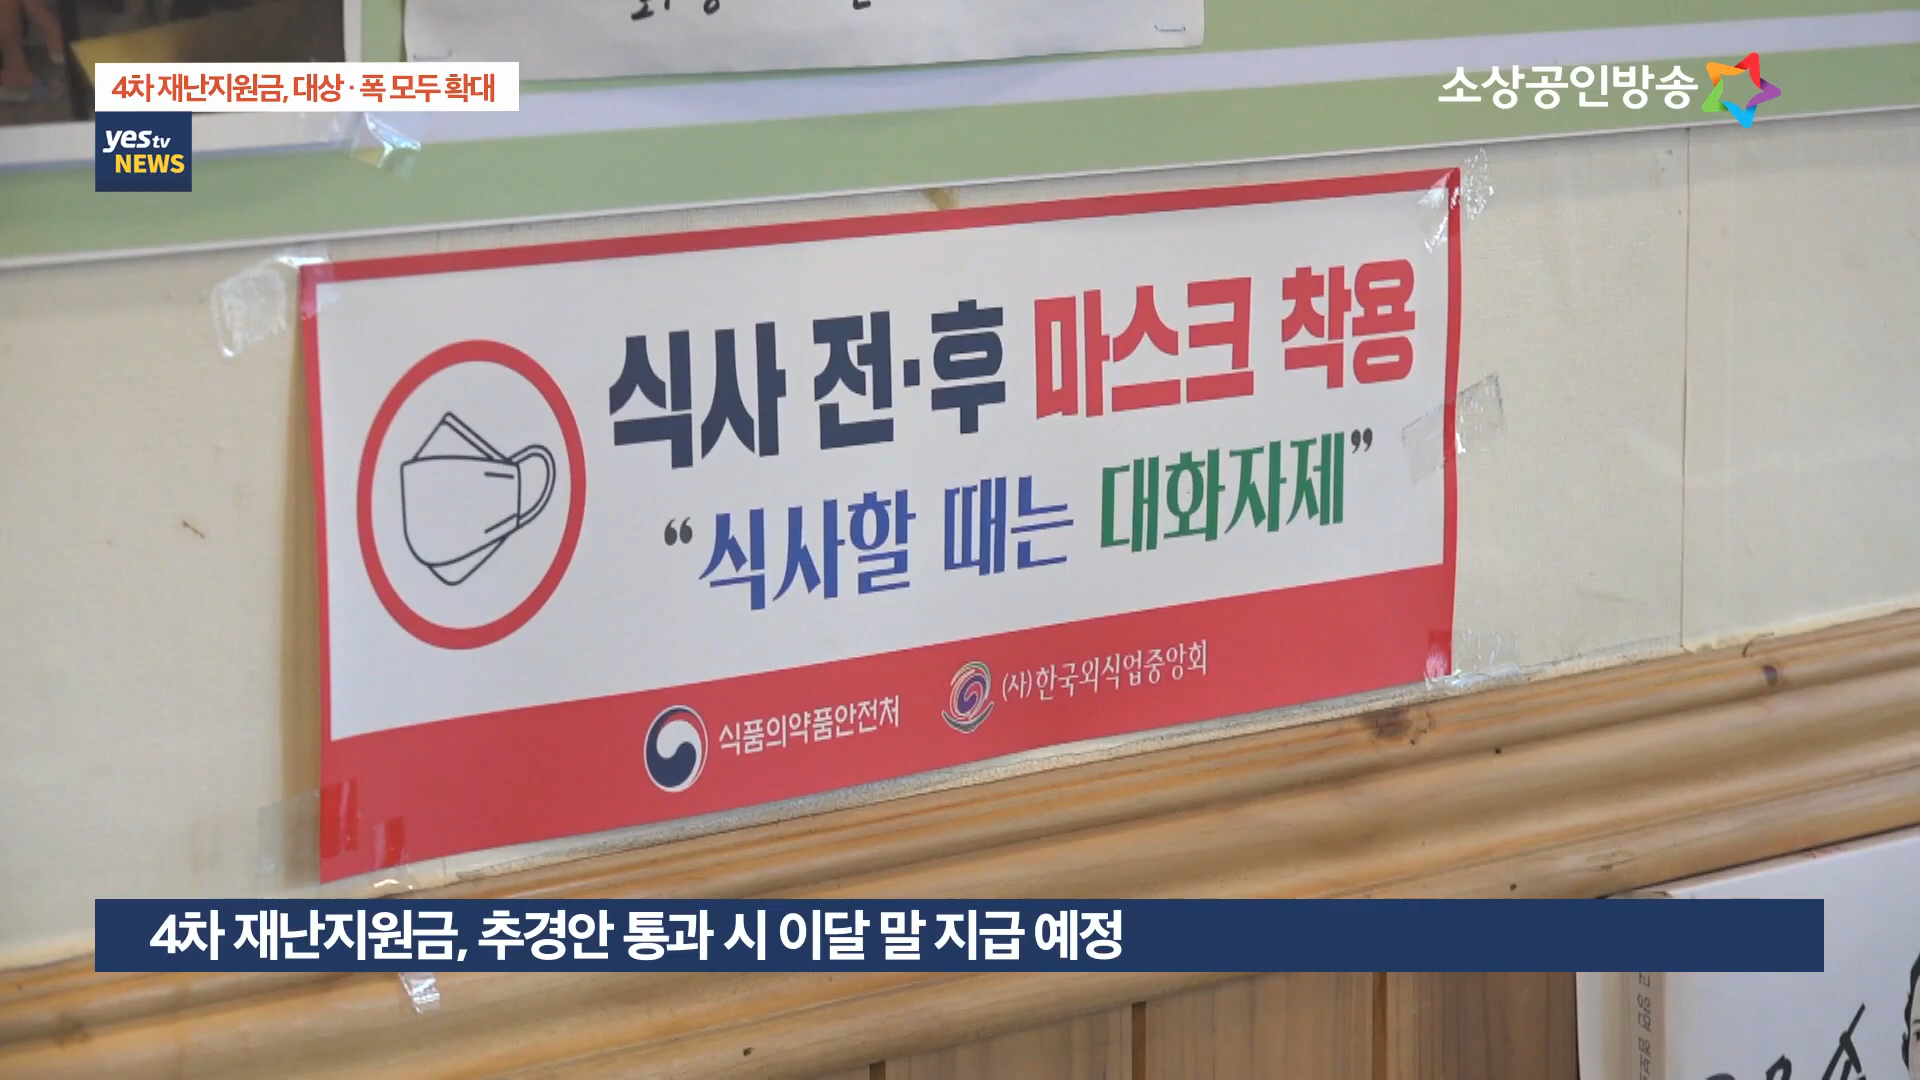 4차 재난지원금, 대상·폭 모두 확대
소상공인방송
yestv
NEWS
식사 전·후 마스크 착용
“식사할 때는 대화자제”
식품의약품안전처
(사)한국외식업중앙회
4차 재난지원금, 추경안 통과 시 이달 말 지급 예정